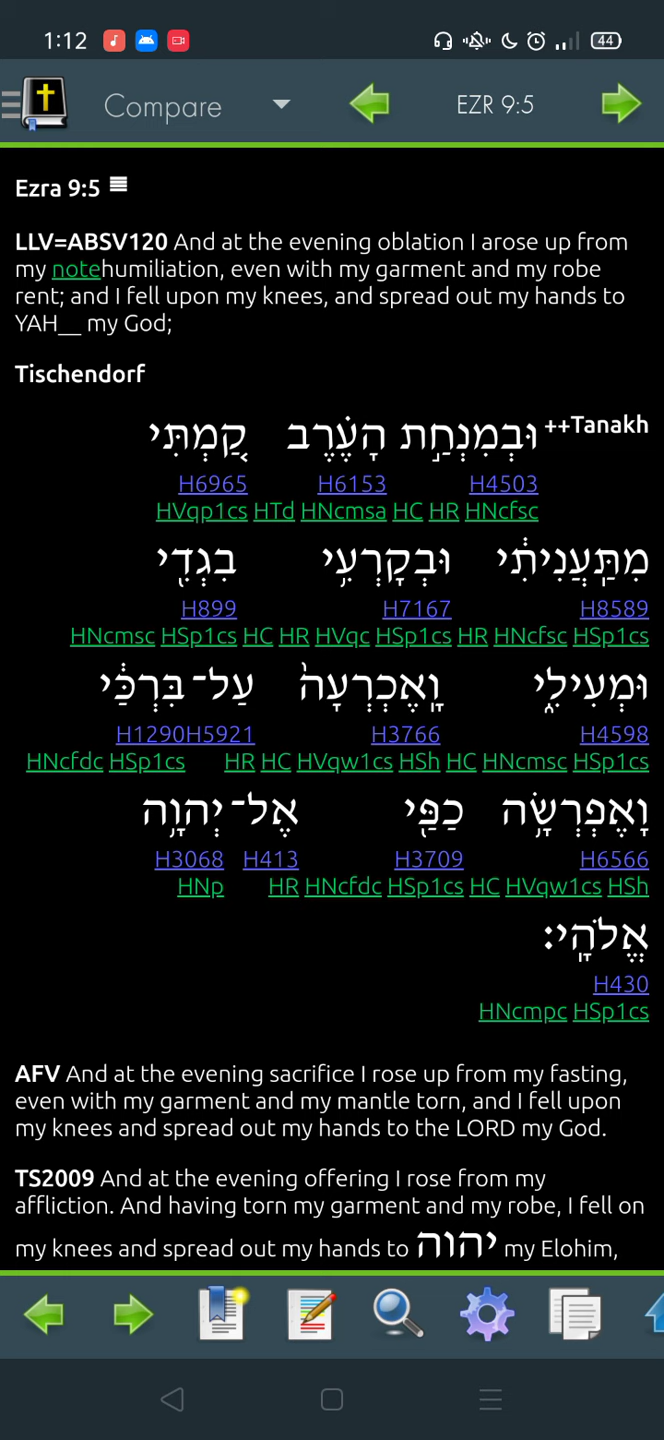 1:12 44
Compare EZR 9:5
Ezra 9:5
LLV=ABSV120 And at the evening oblation I arose up from
my notehumiliation, even with my garment and my robe
rent; and I fell upon my knees, and spread out my hands to
YAH__ my God;
Tischendorf
++Tanakh וּבְמִנְחַ֣ת הָעֶ֗רֶב קַ֚מְתִּי
H6965 H6153 H4503
HVqp1cs HTd HNcmsa HC HR HNcfsc
מִתַּֽעֲנִיתִ֔י וּבְקָרְעִ֥י בִגְדִ֖י
H899 H7167 H8589
HNcmsc HSp1cs HC HR HVqc HSp1cs HR HNcfsc HSp1cs
וּמְעִילִ֑י וָֽאֶכְרְעָה֙ עַל־ בִּרְכַּ֔י
H1290H5921 H3766 H4598
HNcfdc HSp1cs HR HC HVqw1cs HSh HC HNcmsc HSp1cs
וָאֶפְרְשָׂ֥ה כַפַּ֖י אֶל־ יְהוָ֥ה
H3068 H413 H3709 H6566
HNp HR HNcfdc HSp1cs HC HVqw1cs HSh
אֱלֹהָֽי׃
H430
HNcmpc HSp1cs
AFV And at the evening sacrifice I rose up from my fasting,
even with my garment and my mantle torn, and I fell upon
my knees and spread out my hands to the LORD my God.
TS2009 And at the evening offering I rose from my
affliction. And having torn my garment and my robe, I fell on
my knees and spread out my hands to יהוה my Elohim,